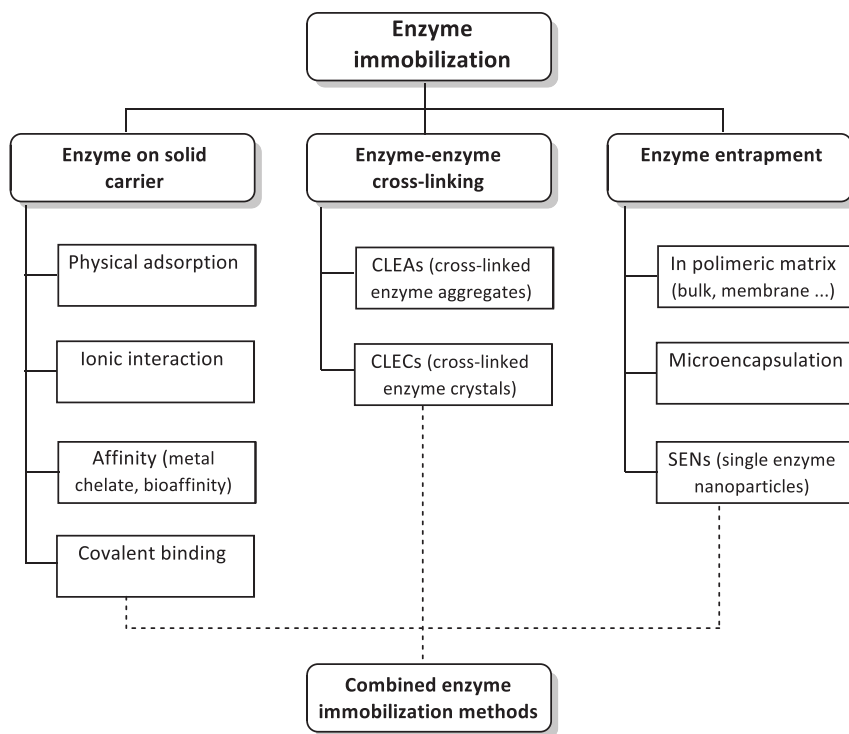 Enzyme
immobilization
Enzyme on solid
carrier
Physical adsorption
Ionic interaction
Affinity (metal
chelate, bioaffinity)
Covalent binding
Enzyme-enzyme
cross-linking
CLEAs (cross-linked
enzyme aggregates)
CLECs (cross-linked
enzyme crystals)
Enzyme entrapment
In polimeric matrix
(bulk, membrane ...)
Microencapsulation
SENs (single enzyme
nanoparticles)
Combined enzyme
immobilization methods